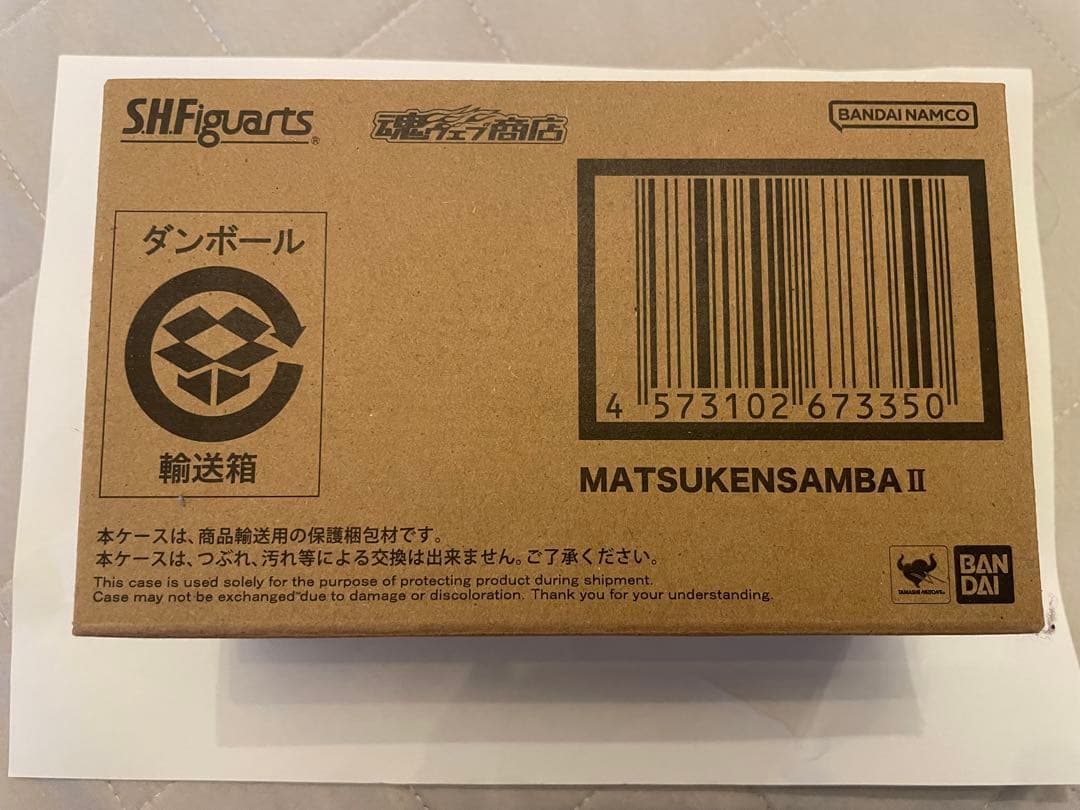 S.H.Figuarts®
魂ウェブ商店
BANDAI NAMCO
ダンボール
輸送箱
4 573102 673350
MATSUKENSAMBAⅡ
本ケースは、商品輸送用の保護梱包材です。
本ケースは、つぶれ、汚れ等による交換は出来ません。ご了承ください。
This case is used solely for the purpose of protecting product during shipment.
Case may not be exchanged due to damage or discoloration. Thank you for your understanding.
TAMASHII NATIONS
BAN
DAI